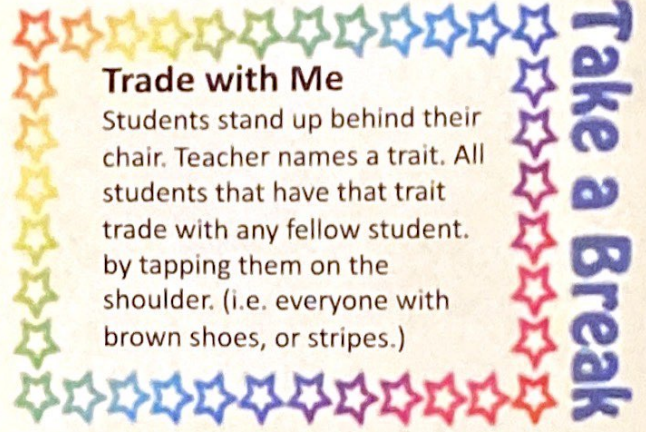 Trade with Me
Students stand up behind their
chair. Teacher names a trait. All
students that have that trait
trade with any fellow student.
by tapping them on the
shoulder. (i.e. everyone with
brown shoes, or stripes.)
Take a Break